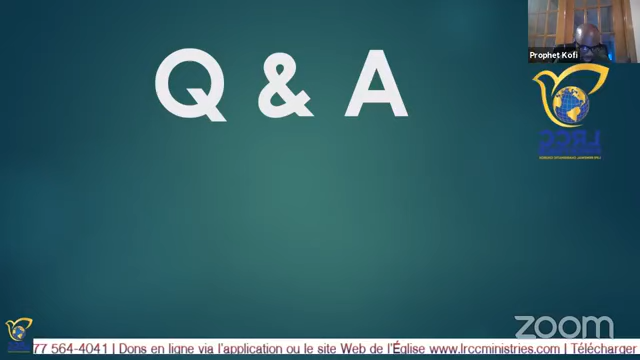 Q & A
Prophet Kofi
LRCC
zoom
77 564-4041 | Dons en ligne via l'application ou le site Web de l'Église www.lrccministries.com | Télécharger